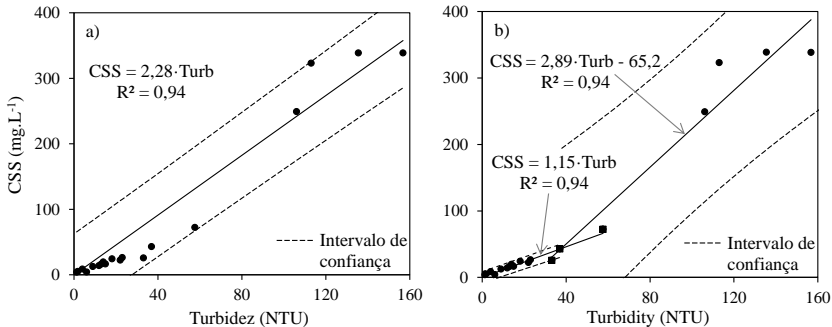 400
300
200
100
0
CSS (mg.L-1)
a)
CSS = 2,28·Turb
R² = 0,94
Intervalo de
confiança
0
40
80
120
160
Turbidez (NTU)
400
300
200
100
0
b)
CSS = 2,89·Turb - 65,2
R² = 0,94
CSS = 1,15·Turb
R² = 0,94
Intervalo de
confiança
0
40
80
120
160
Turbidity (NTU)